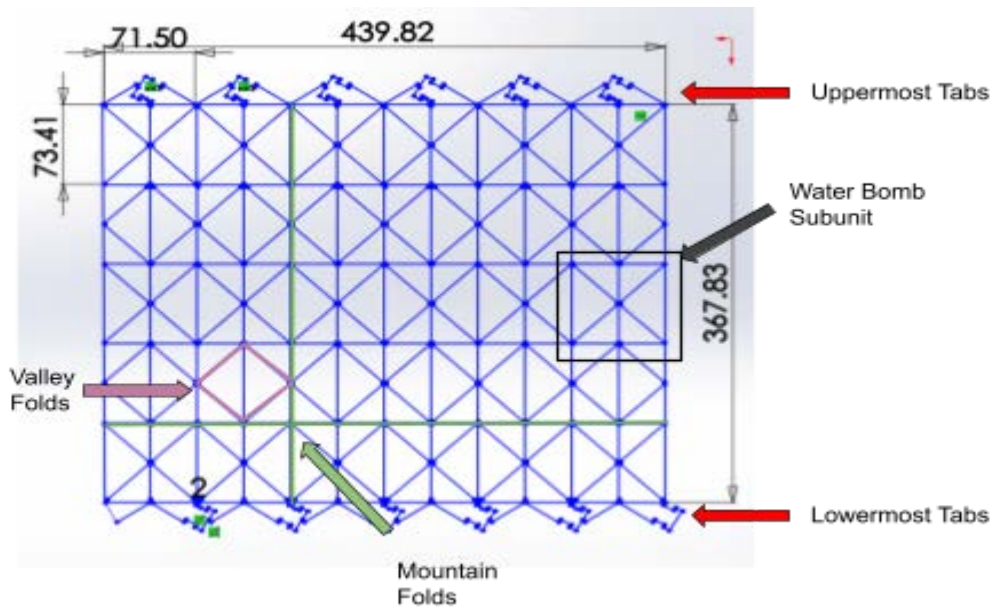 71.50
439.82
Uppermost Tabs
73.41
Water Bomb
Subunit
367.83
Valley
Folds
2
Lowermost Tabs
Mountain
Folds